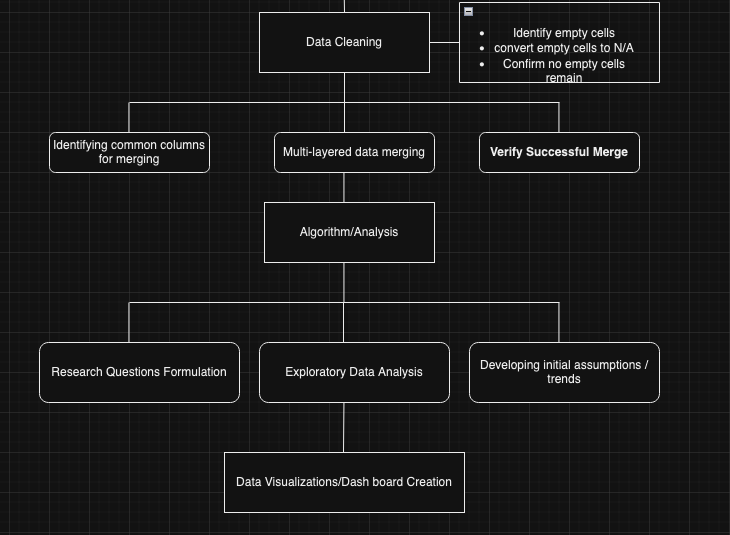 Data Cleaning
• Identify empty cells
• convert empty cells to N/A
• Confirm no empty cells
remain
Identifying common columns
for merging
Multi-layered data merging
Verify Successful Merge
Algorithm/Analysis
Research Questions Formulation
Exploratory Data Analysis
Developing initial assumptions /
trends
Data Visualizations/Dash board Creation